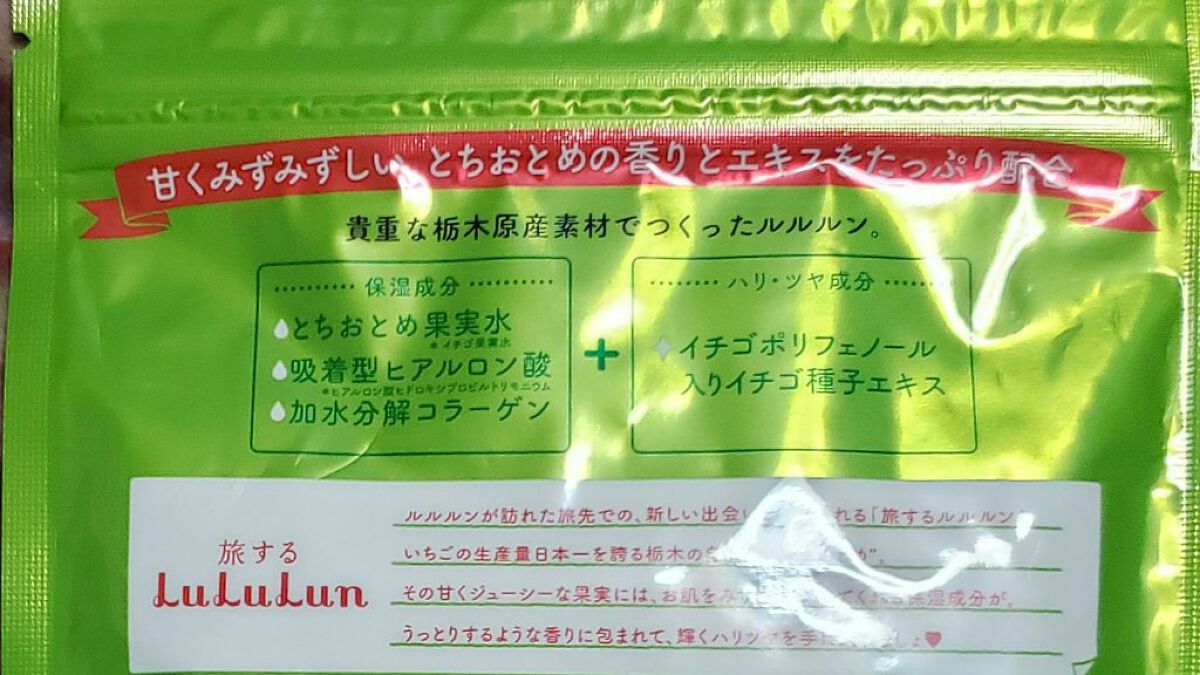 甘くみずみずしい、とちおとめの香りとエキスをたっぷり配合
貴重な栃木原産素材でつくったルルルン。
保湿成分
とちおとめ果実水
※イチゴ果実水
吸着型ヒアルロン酸
※ヒアルロン酸ヒドロキシプロピルトリモニウム
加水分解コラーゲン
+
ハリ・ツヤ成分
イチゴポリフェノール
入りイチゴ種子エキス
旅する
LuLuLun
ルルルンが訪れた旅先での、新しい出会い れる「旅するルルルン
いちごの生産量日本一を誇る栃木の
その甘くジューシーな果実には、お肌をみず 保湿成分が。
うっとりするような香りに包まれて、輝くハリツヤを手に しょ♥